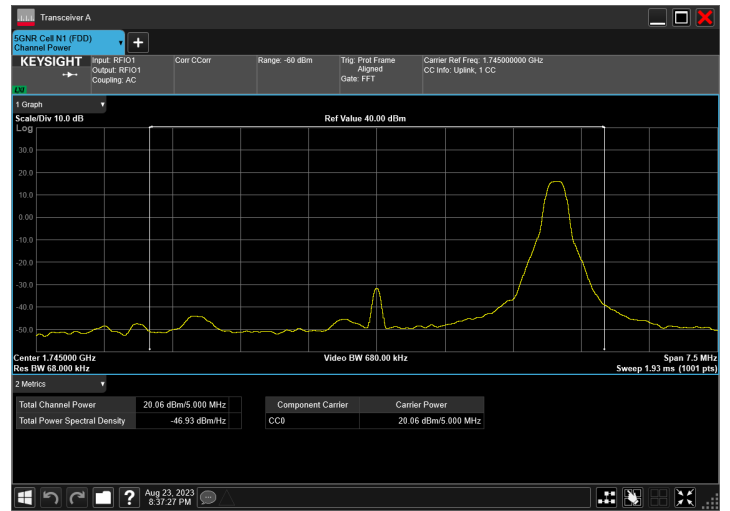 Transceiver A
5GNR Cell N1 (FDD)
Channel Power
KEYSIGHT
Input: RFIO1
Output: RFIO1
Coupling: AC
Corr CCorr
Range: -60 dBm
Trig: Prot Frame
Aligned
Gate: FFT
Carrier Ref Freq: 1.745000000 GHz
CC Info: Uplink, 1 CC
LXI
1 Graph
Scale/Div 10.0 dB
Ref Value 40.00 dBm
Log
30.0
20.0
10.0
0.00
-10.0
-20.0
-30.0
-40.0
-50.0
Center 1.745000 GHz
Video BW 680.00 kHz
Span 7.5 MHz
Res BW 68.000 kHz
Sweep 1.93 ms (1001 pts)
2 Metrics
Total Channel Power 20.06 dBm/5.000 MHz
Total Power Spectral Density -46.93 dBm/Hz
Component Carrier Carrier Power
CC0 20.06 dBm/5.000 MHz
?
Aug 23, 2023
8:37:27 PM